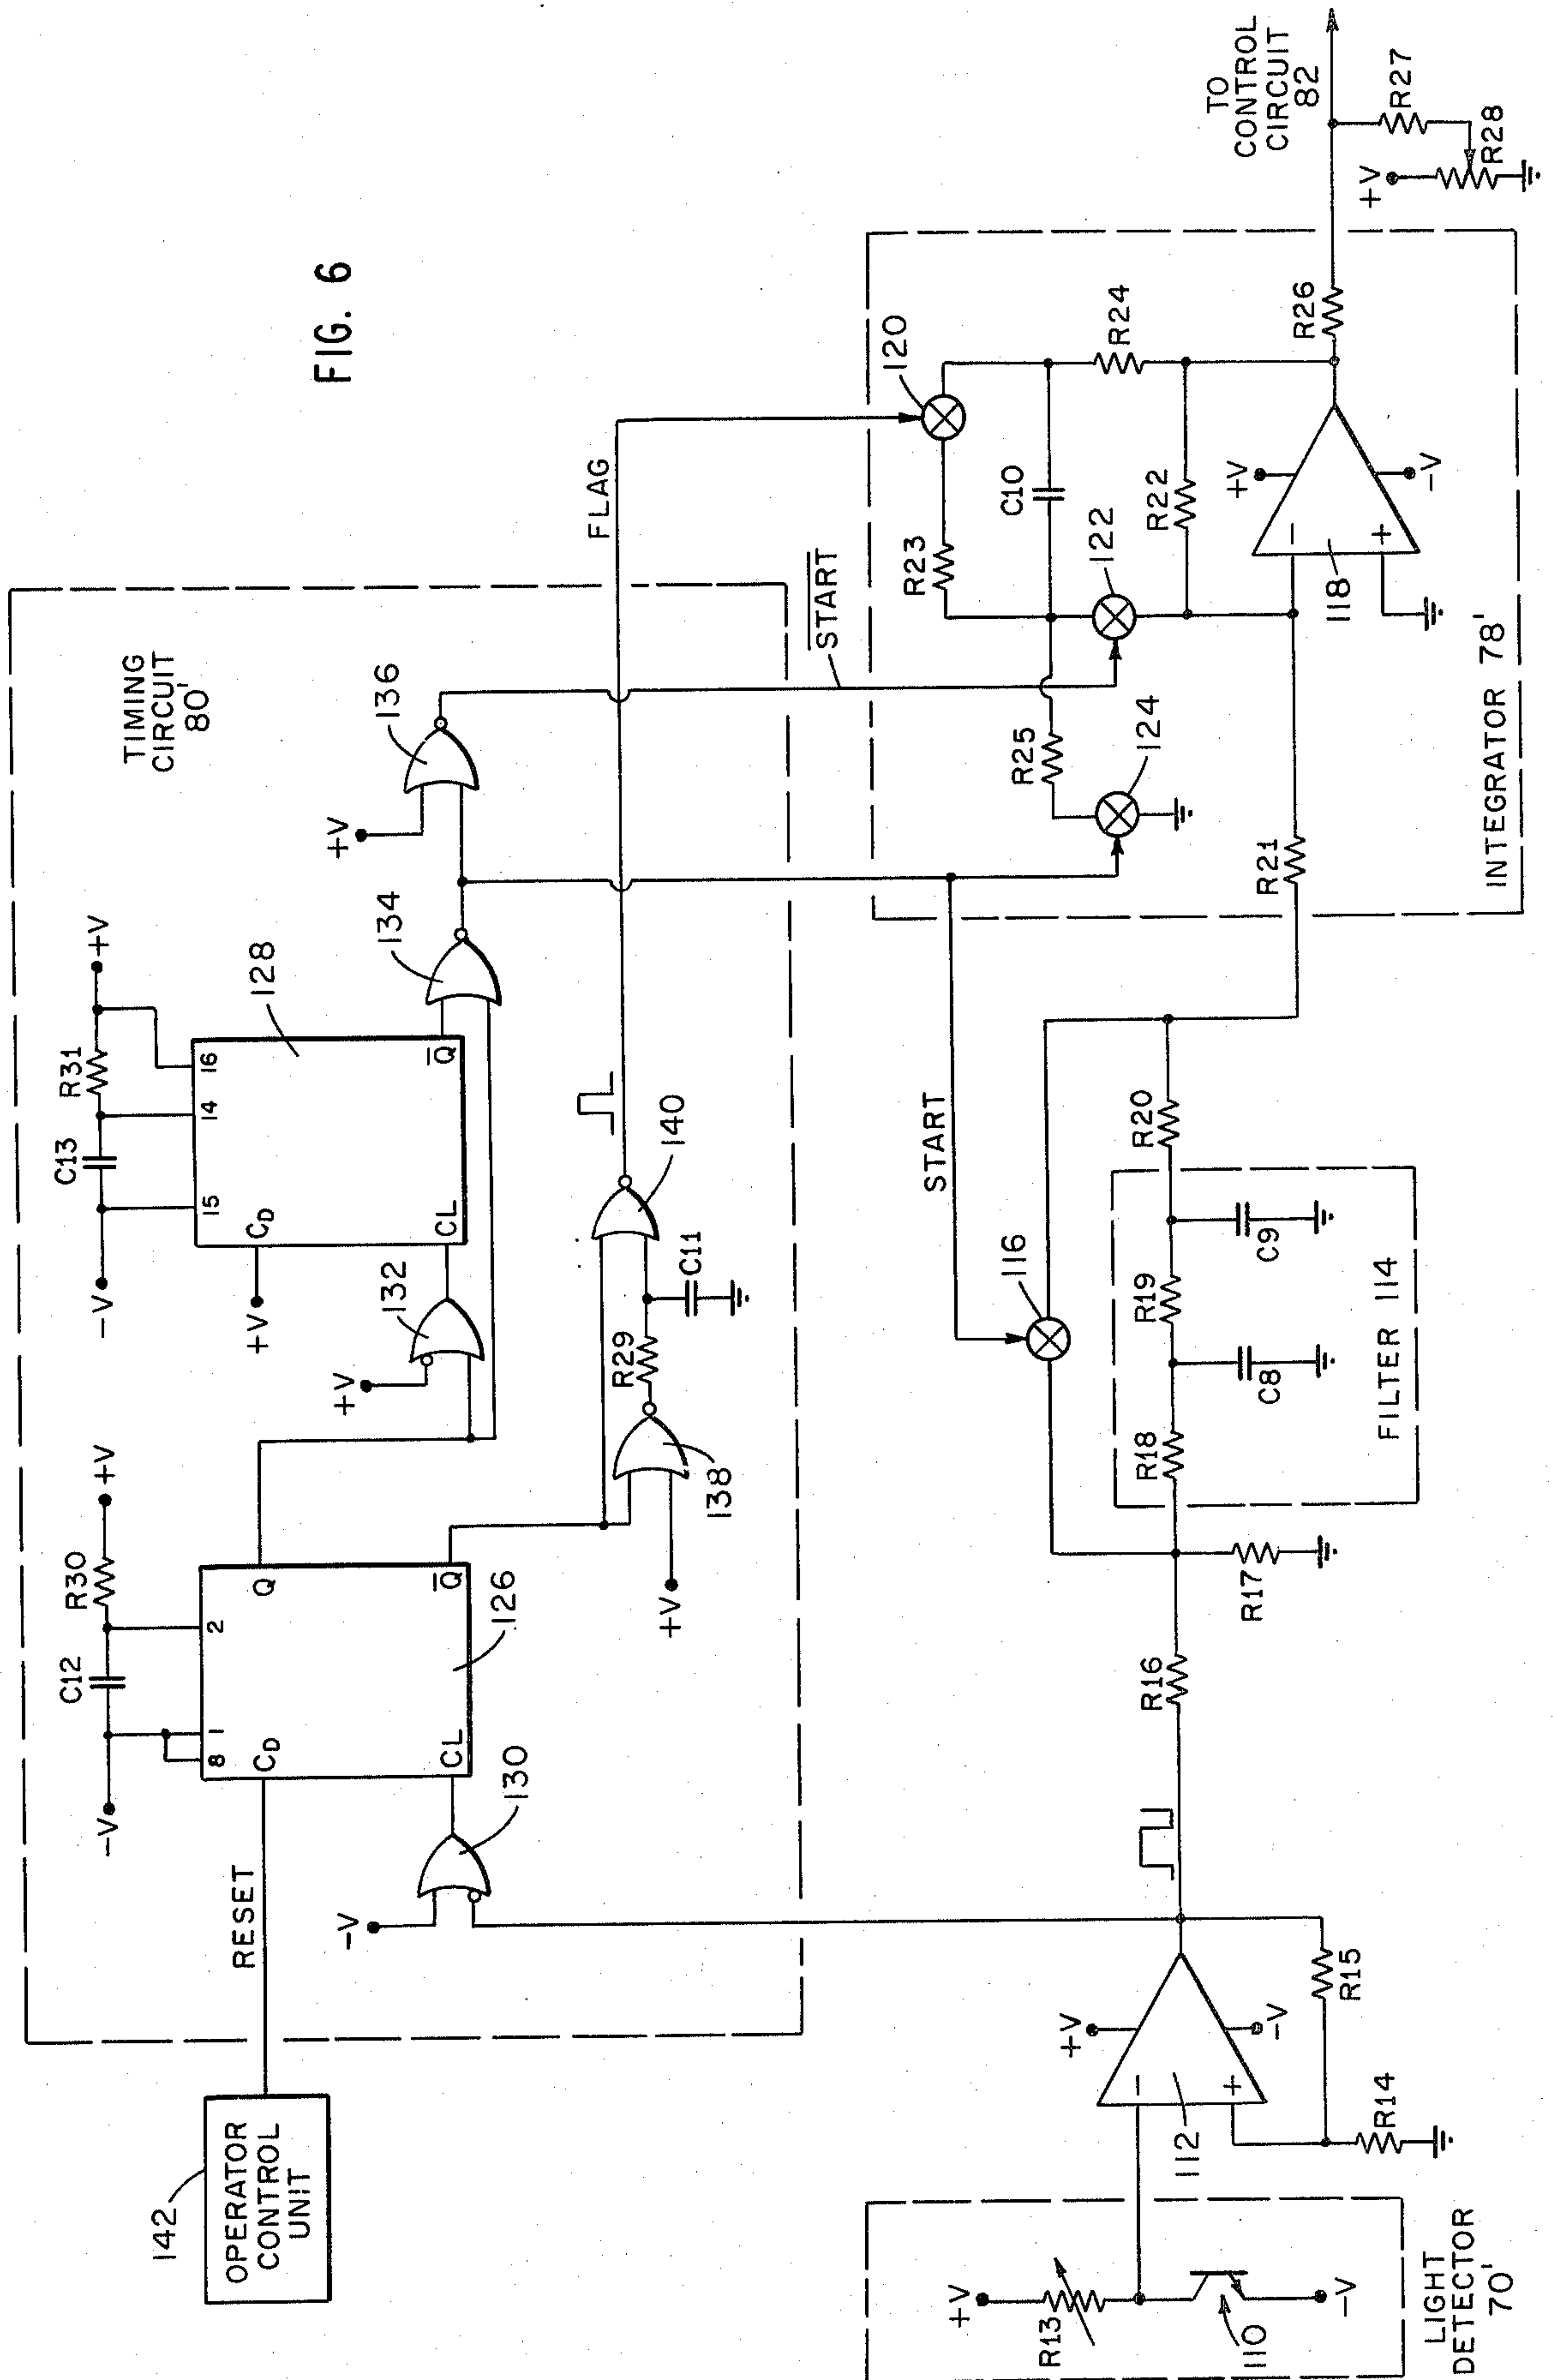 FIG. 6
142
OPERATOR
CONTROL
UNIT
RESET
TIMING
CIRCUIT
80'
-V
C12
R30
+V
8
1
2
CD
Q
CL
Q̅
126
-V
130
-V
C13
R31
+V
15
14
16
CD
+V
CL
Q̅
128
+V
132
134
+V
136
138
+V
R29
C11
140
FLAG
START
S̅T̅A̅R̅T̅
LIGHT
DETECTOR
70'
+V
R13
110
-V
112
-
+
+V
-V
R14
R15
R16
R17
116
R18
R19
R20
C8
C9
FILTER 114
R21
INTEGRATOR 78'
124
R25
122
R23
C10
120
R24
R22
118
-
+
+V
-V
R26
TO
CONTROL
CIRCUIT
82
R27
+V
R28